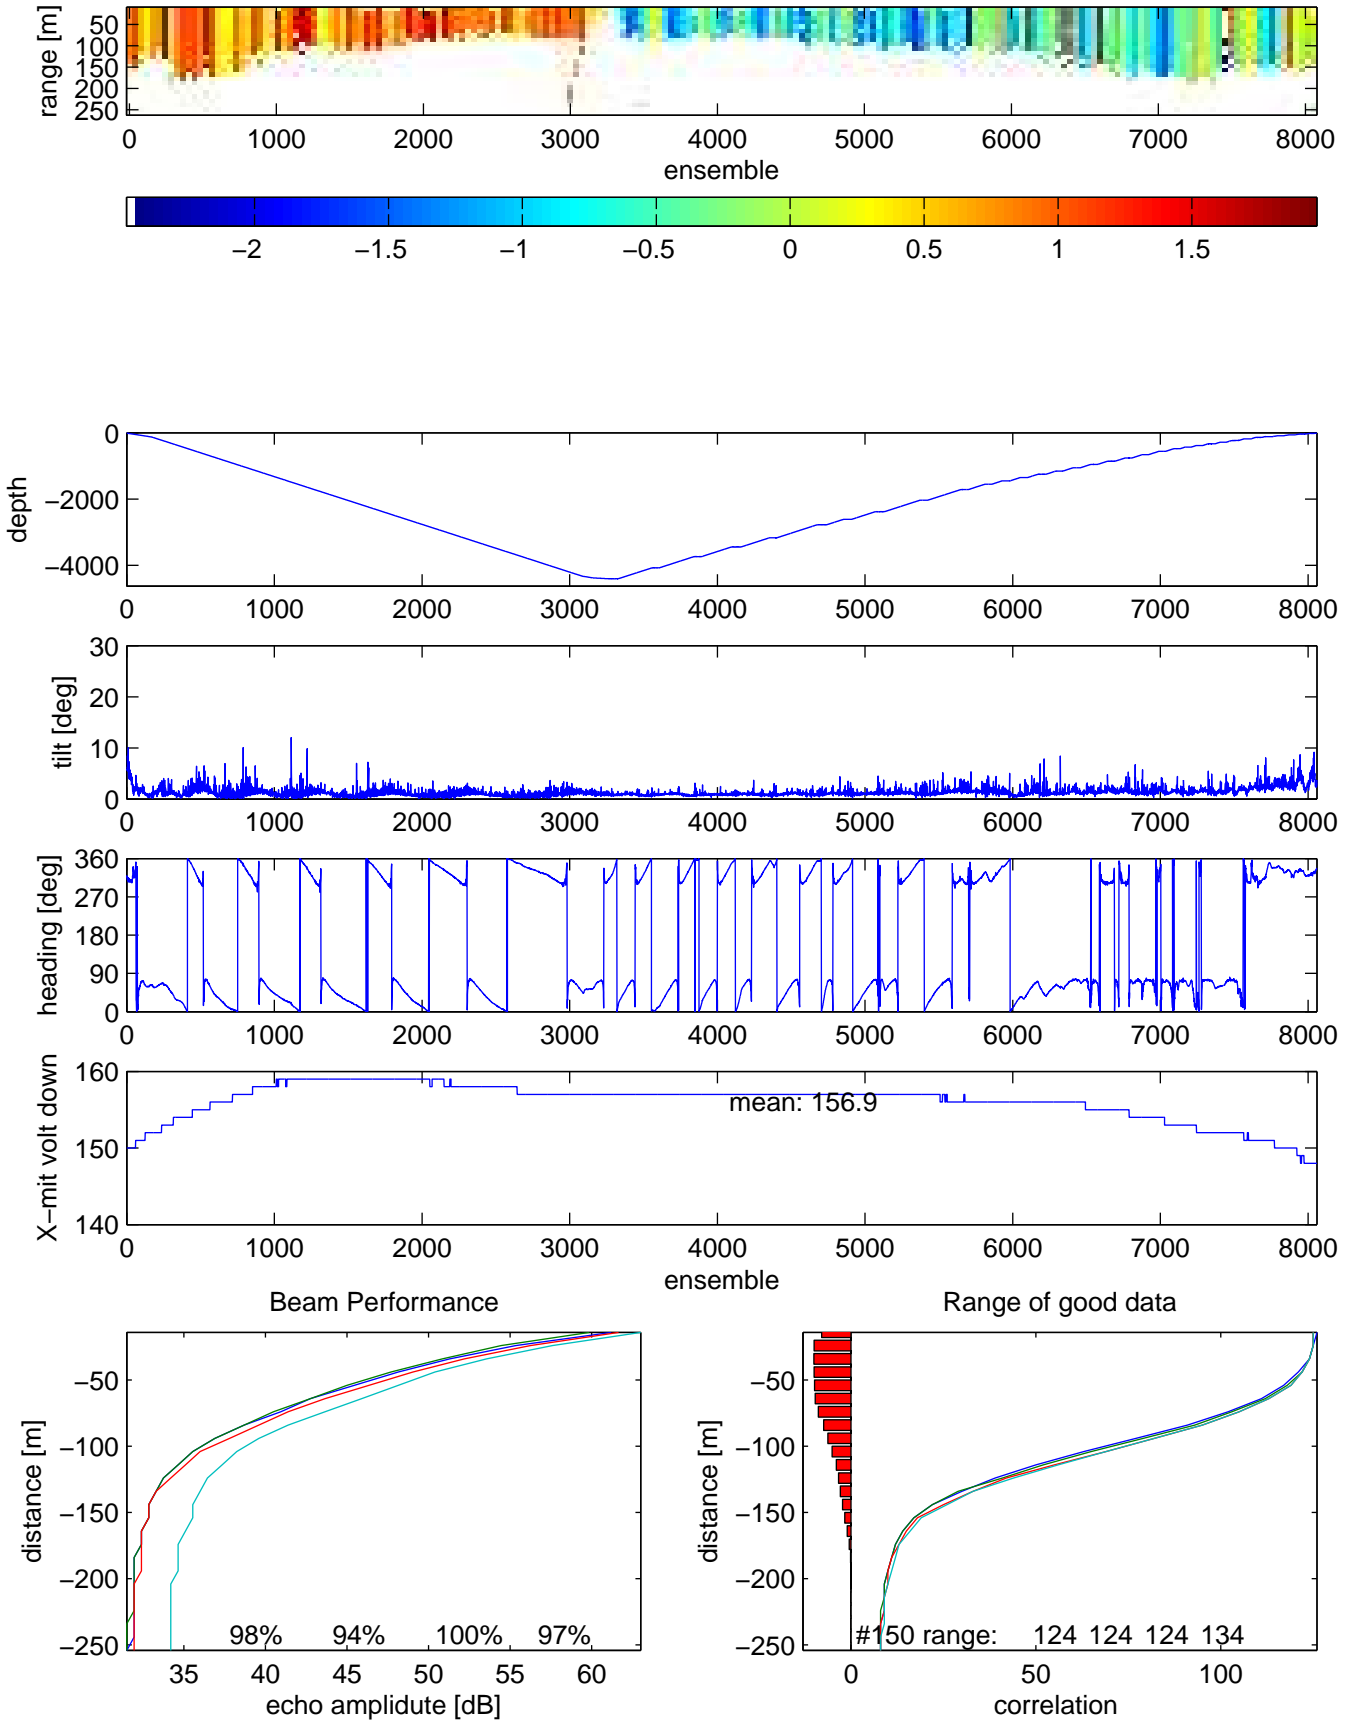 range [m]
50
100
150
200
250
0 1000 2000 3000 4000 5000 6000 7000 8000
ensemble
−2 −1.5 −1 −0.5 0 0.5 1 1.5
depth
0
−2000
−4000
0 1000 2000 3000 4000 5000 6000 7000 8000
tilt [deg]
30
20
10
0
0 1000 2000 3000 4000 5000 6000 7000 8000
heading [deg]
360
270
180
90
0
0 1000 2000 3000 4000 5000 6000 7000 8000
X−mit volt down
160
150
140
mean: 156.9
0 1000 2000 3000 4000 5000 6000 7000 8000
ensemble
Beam Performance
distance [m]
−50
−100
−150
−200
−250
98% 94% 100% 97%
35 40 45 50 55 60
echo amplidute [dB]
Range of good data
distance [m]
−50
−100
−150
−200
−250
#150 range: 124 124 124 134
0 50 100
correlation